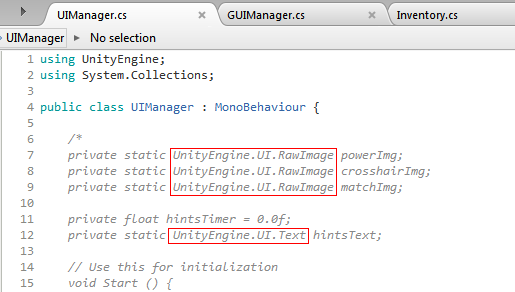 UIManager.cs x GUIManager.cs x Inventory.cs
UIManager ▶ No selection
1 using UnityEngine;
2 using System.Collections;
3
4 public class UIManager : MonoBehaviour {
5
6 /*
7 private static UnityEngine.UI.RawImage powerImg;
8 private static UnityEngine.UI.RawImage crosshairImg;
9 private static UnityEngine.UI.RawImage matchImg;
10
11 private float hintsTimer = 0.0f;
12 private static UnityEngine.UI.Text hintsText;
13
14 // Use this for initialization
15 void Start () {